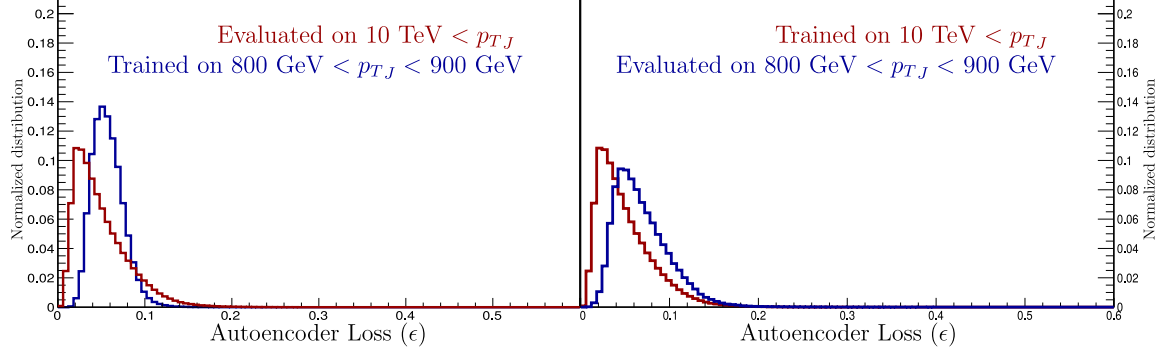 Evaluated on 10 TeV < p_{TJ}
Trained on 800 GeV < p_{TJ} < 900 GeV
Normalized distribution
0.2
0.18
0.16
0.14
0.12
0.1
0.08
0.06
0.04
0.02
0
0 0.1 0.2 0.3 0.4 0.5
Autoencoder Loss (ϵ)
Trained on 10 TeV < p_{TJ}
Evaluated on 800 GeV < p_{TJ} < 900 GeV
0.2
0.18
0.16
0.14
0.12
0.1
0.08
0.06
0.04
0.02
0
Normalized distribution
0 0.1 0.2 0.3 0.4 0.5 0.6
Autoencoder Loss (ϵ)